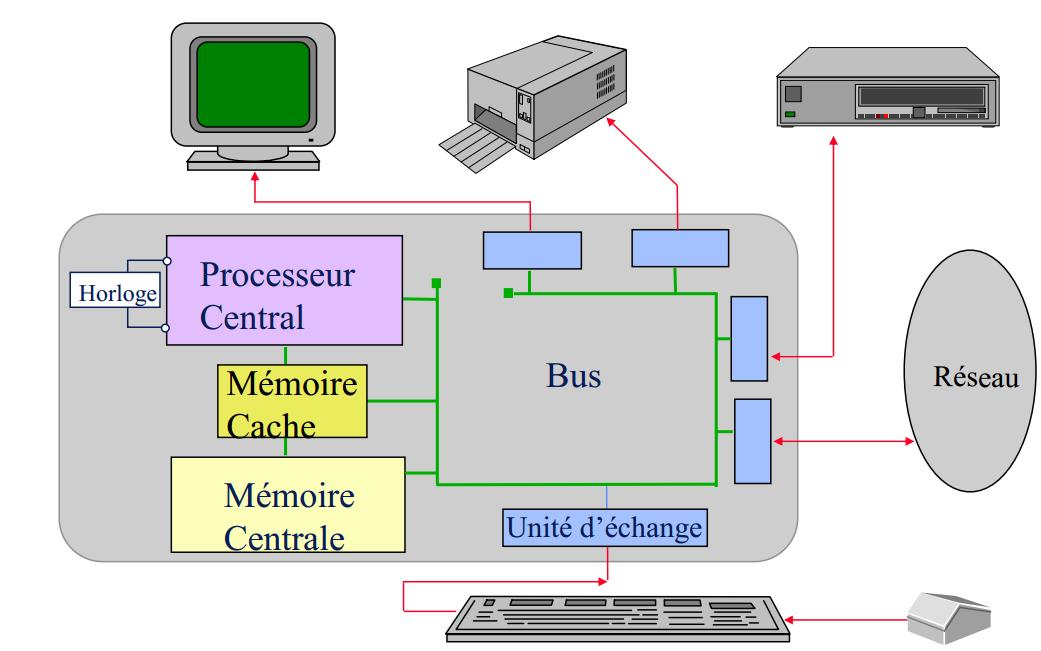 Horloge
Processeur
Central
Mémoire
Cache
Mémoire
Centrale
Bus
Unité d’échange
Réseau